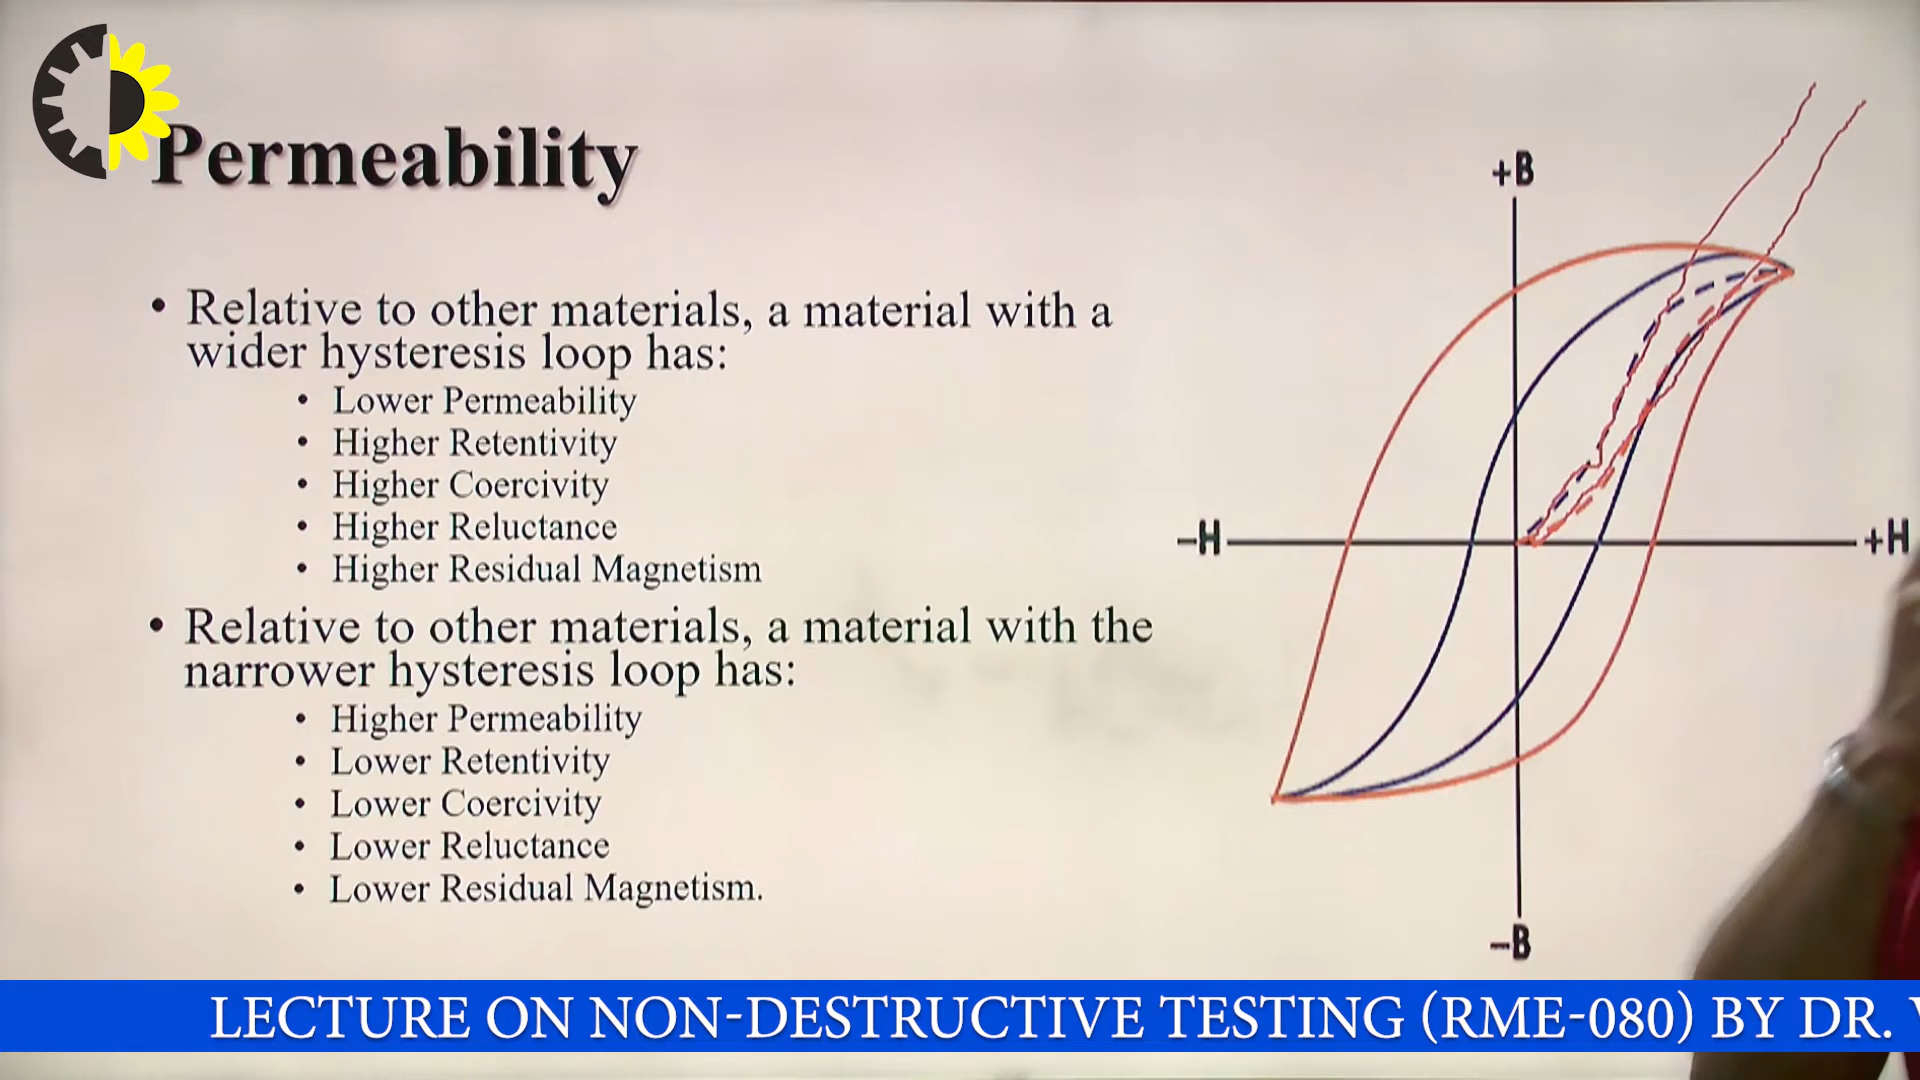 Permeability
• Relative to other materials, a material with a
wider hysteresis loop has:
• Lower Permeability
• Higher Retentivity
• Higher Coercivity
• Higher Reluctance
• Higher Residual Magnetism
• Relative to other materials, a material with the
narrower hysteresis loop has:
• Higher Permeability
• Lower Retentivity
• Lower Coercivity
• Lower Reluctance
• Lower Residual Magnetism.
+B
–H
+H
–B
LECTURE ON NON-DESTRUCTIVE TESTING (RME-080) BY DR.